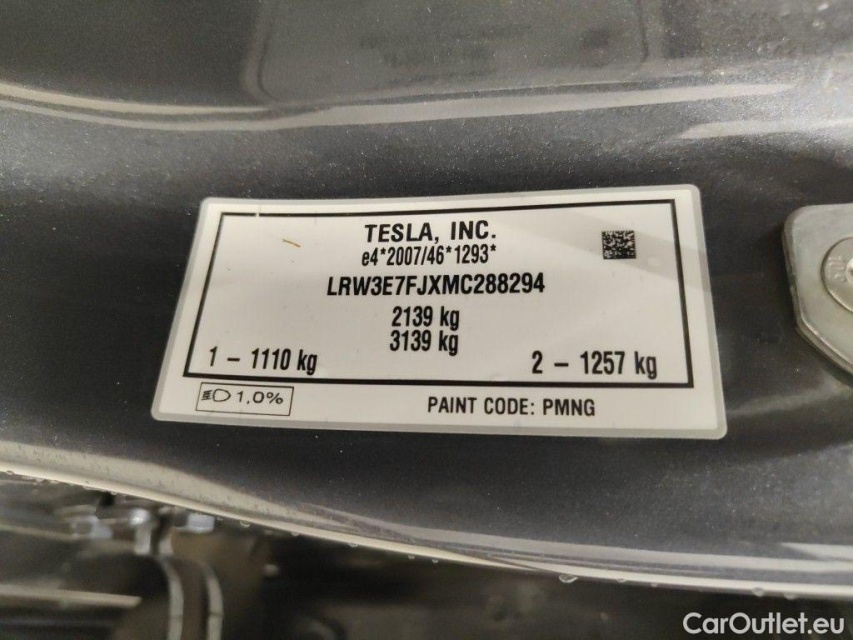 TESLA, INC.
e4*2007/46*1293*
LRW3E7FJXMC288294
2139 kg
3139 kg
1 – 1110 kg
2 – 1257 kg
1,0%
PAINT CODE: PMNG
CarOutlet.eu